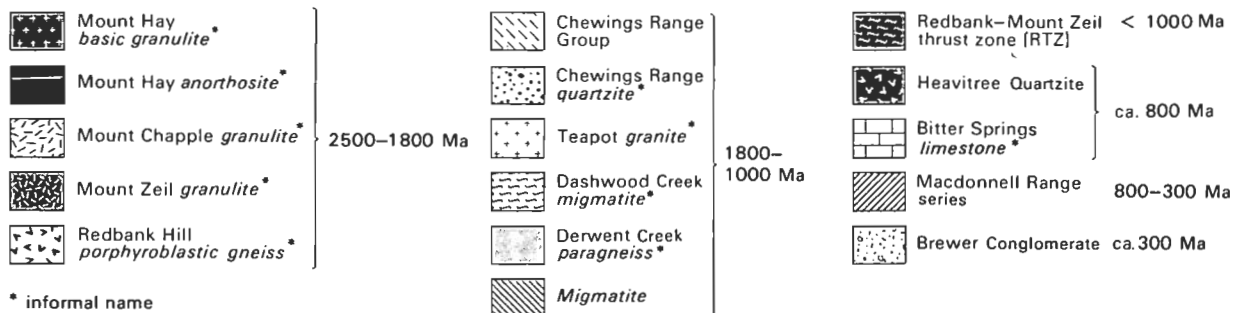 Mount Hay
basic granulite*
Mount Hay anorthosite*
Mount Chapple granulite*
Mount Zeil granulite*
Redbank Hill
porphyroblastic gneiss*
2500–1800 Ma
* informal name
Chewings Range
Group
Chewings Range
quartzite*
Teapot granite*
Dashwood Creek
migmatite*
Derwent Creek
paragneiss*
Migmatite
1800–
1000 Ma
Redbank–Mount Zeil < 1000 Ma
thrust zone (RTZ)
Heavitree Quartzite
Bitter Springs
limestone*
ca. 800 Ma
Macdonnell Range 800–300 Ma
series
Brewer Conglomerate ca. 300 Ma